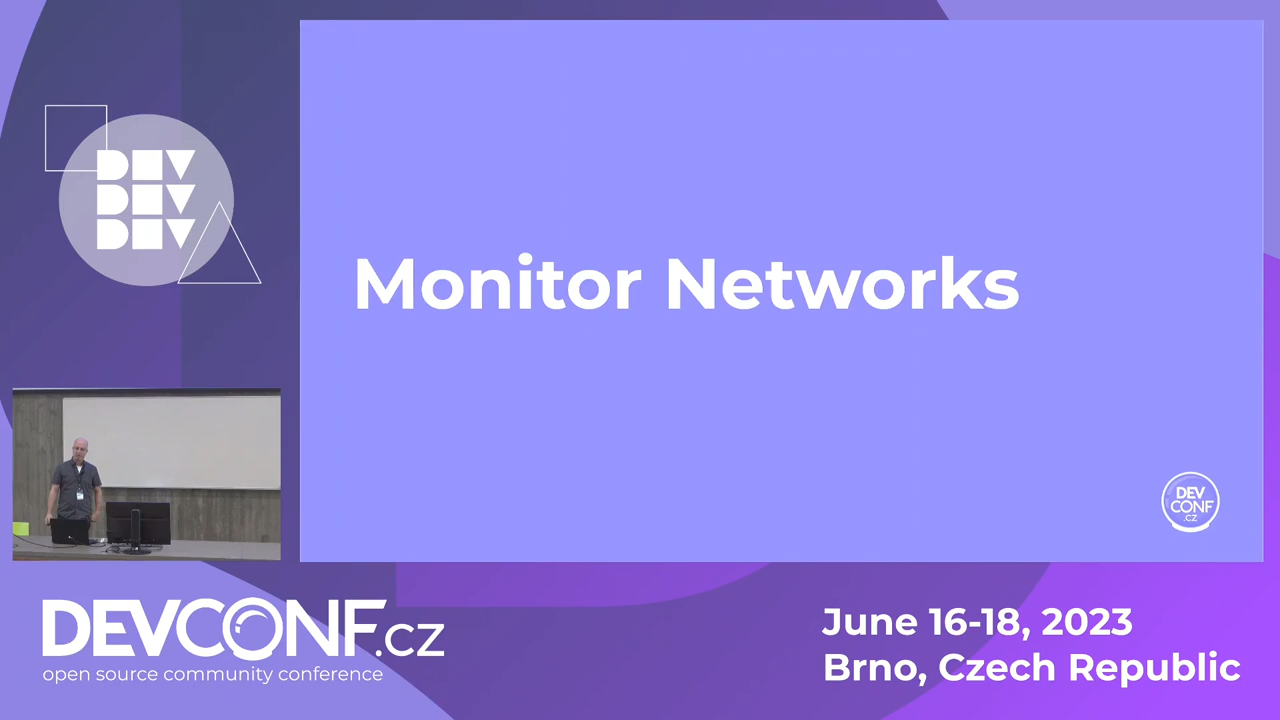 DEV
DEV
DEV
Monitor Networks
DEV
CONF
.CZ
DEVCONF.CZ
open source community conference
June 16-18, 2023
Brno, Czech Republic